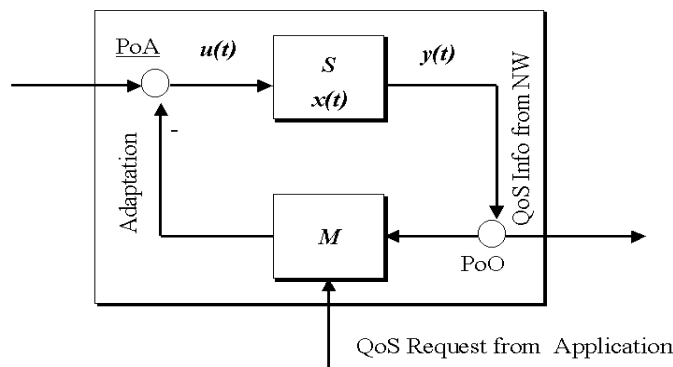 PoA
u(t)
S
x(t)
y(t)
QoS Info from NW
Adaptation
-
M
PoO
QoS Request from Application